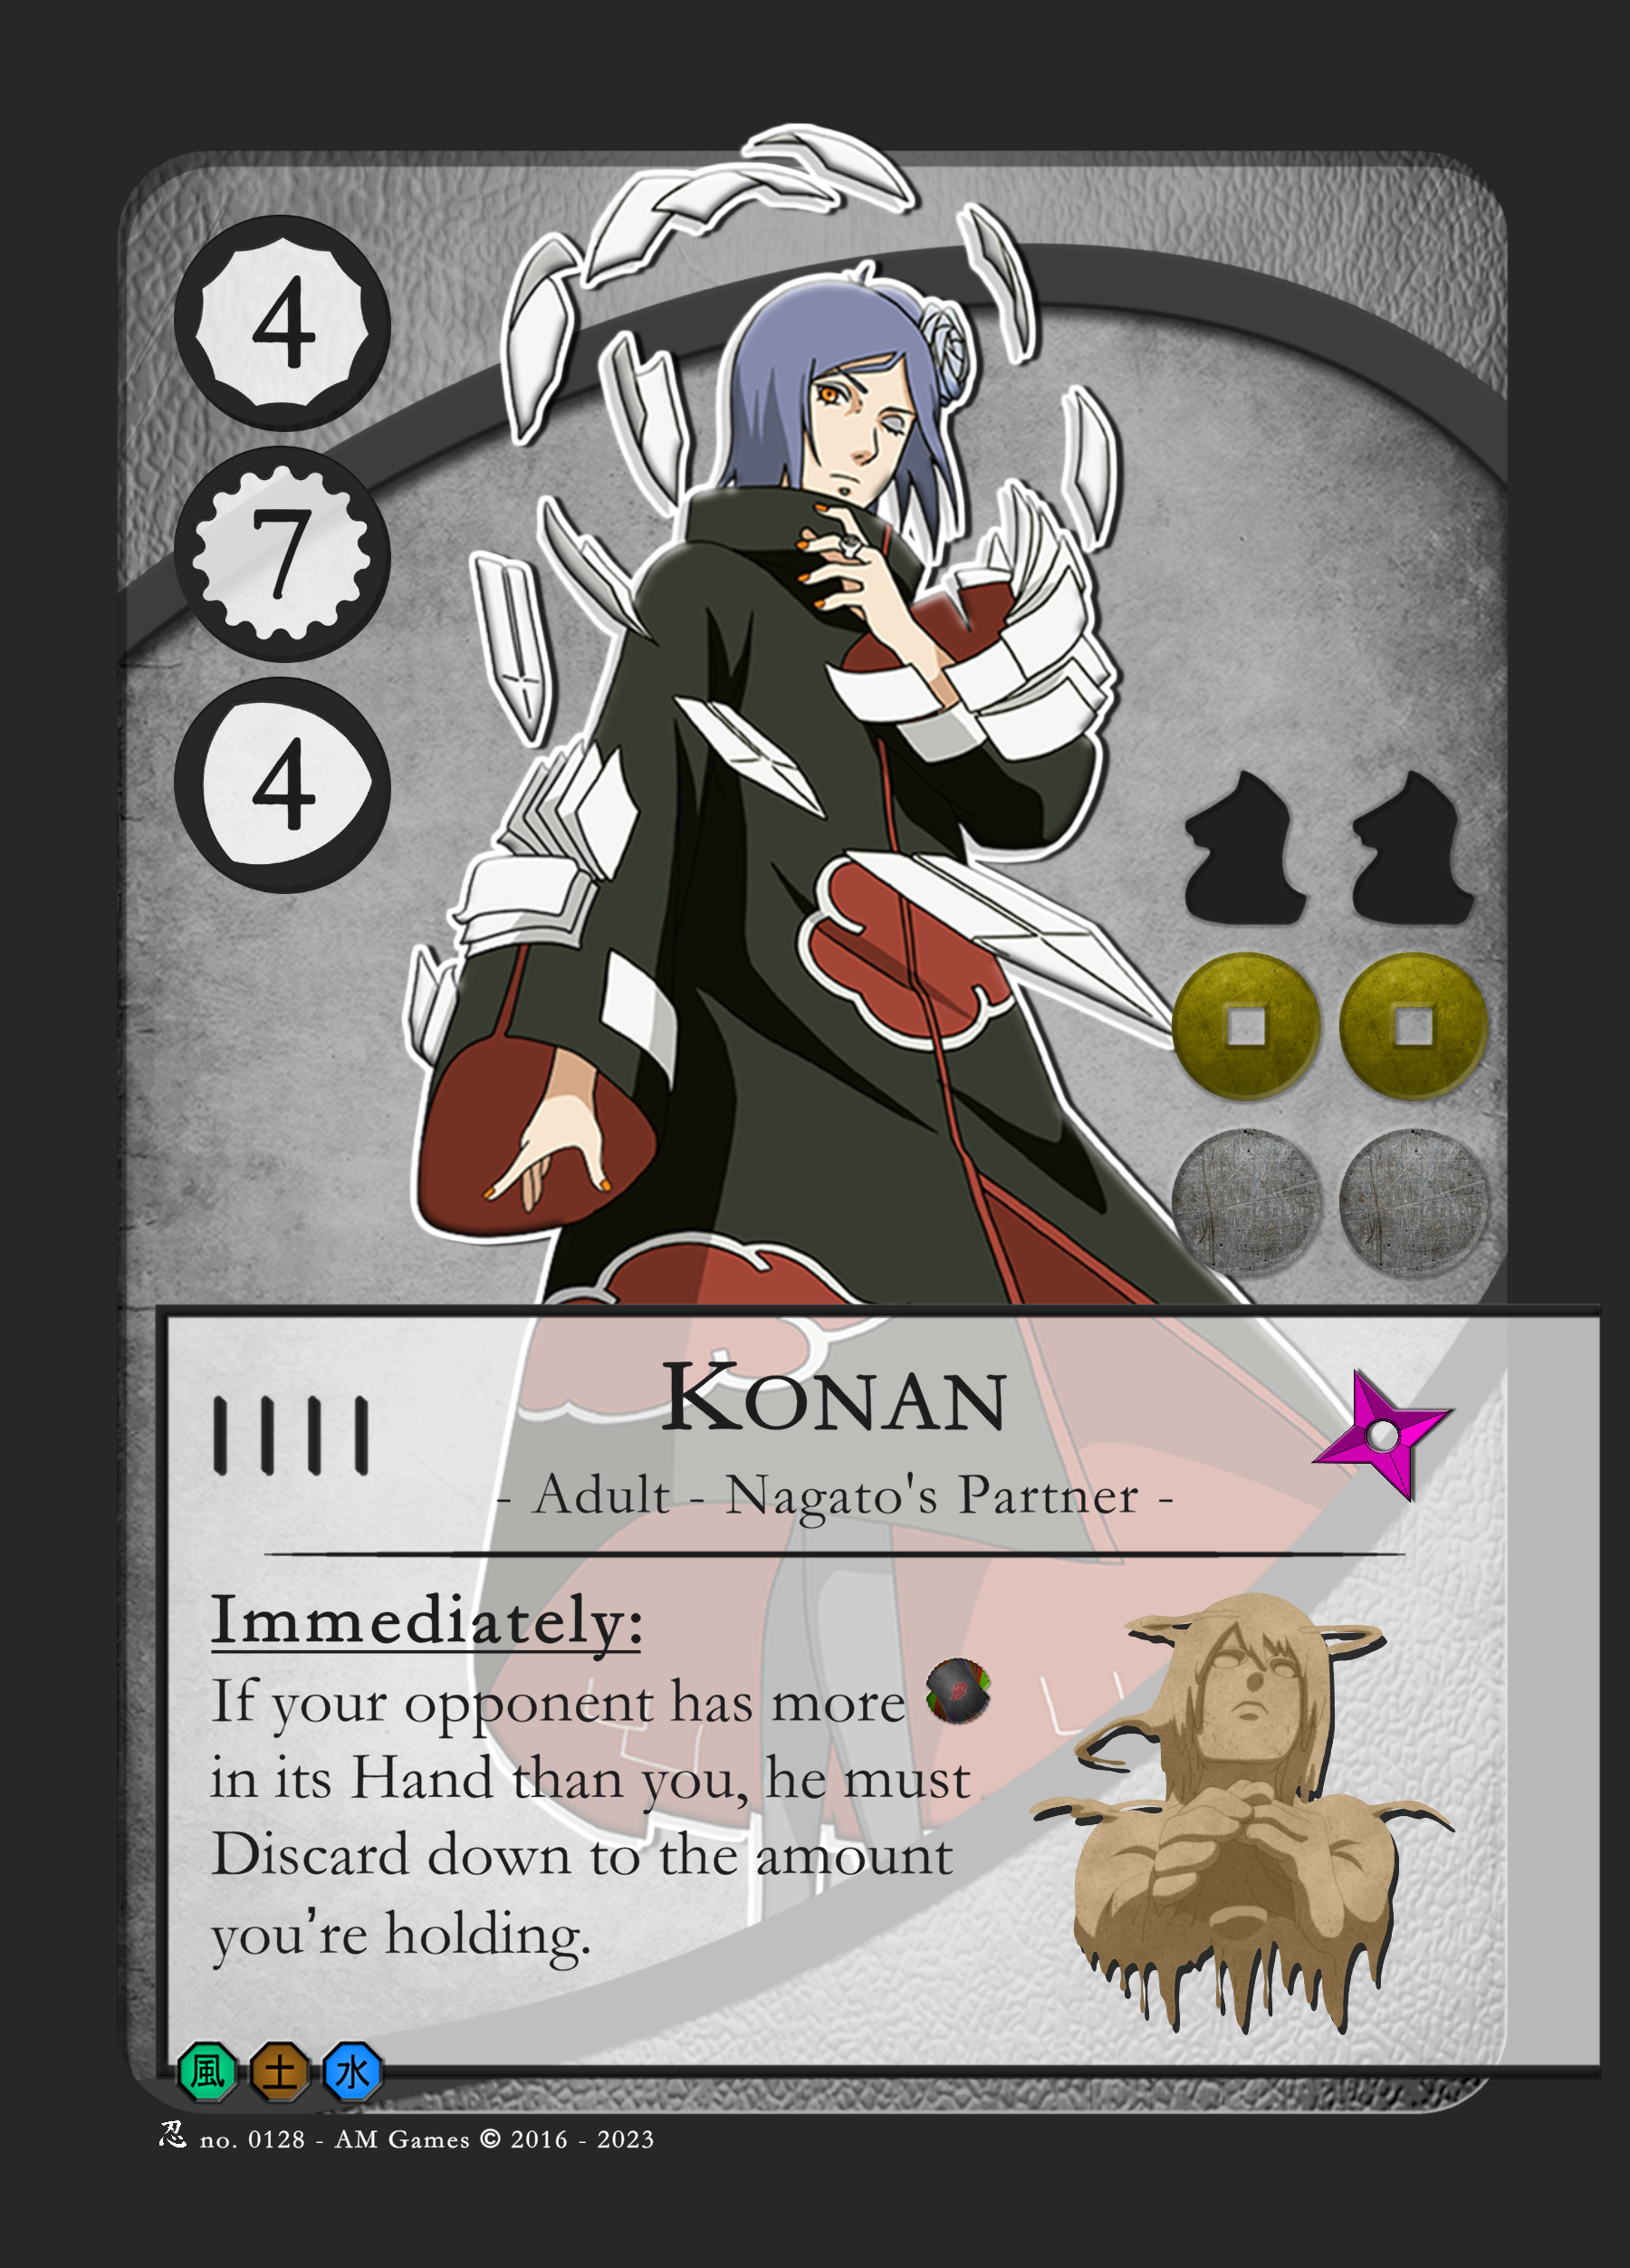 4
7
4
Konan
- Adult - Nagato's Partner -
Immediately:
If your opponent has more
in its Hand than you, he must
Discard down to the amount
you're holding.
風 土 水
忍 no. 0128 - AM Games © 2016 - 2023